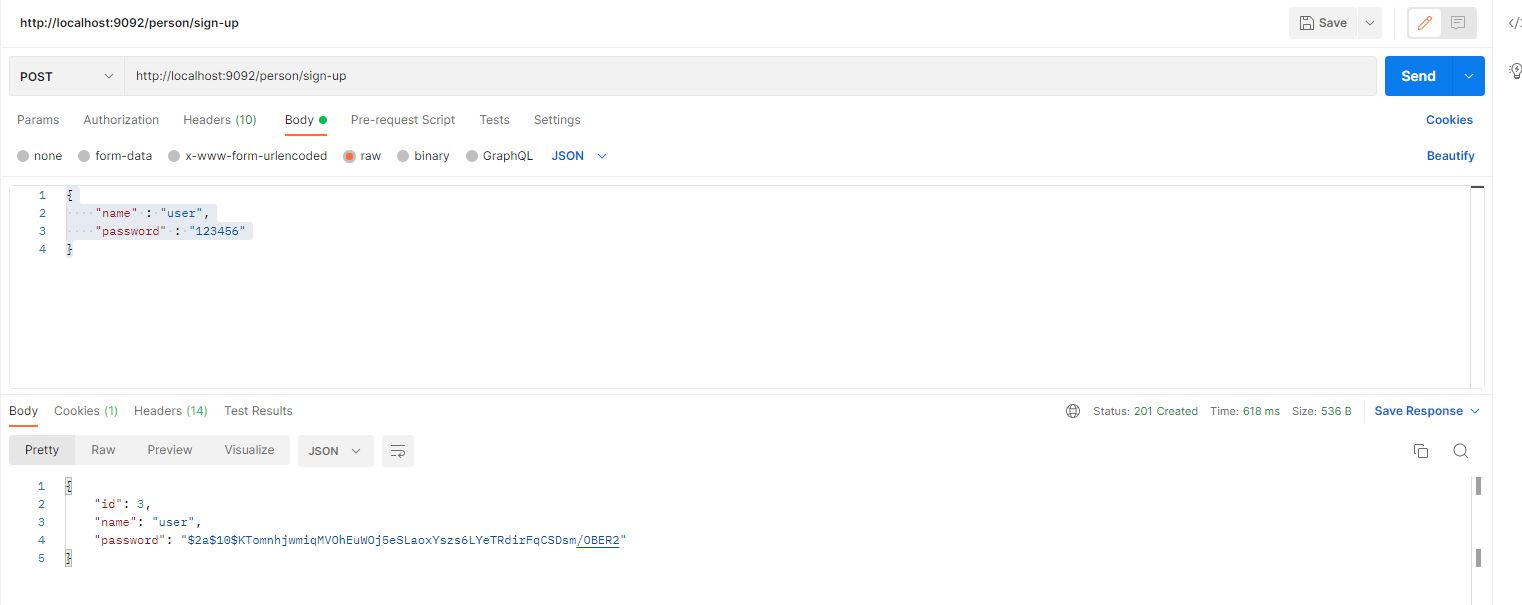 http://localhost:9092/person/sign-up
Save
POST
http://localhost:9092/person/sign-up
Send
Params Authorization Headers (10) Body Pre-request Script Tests Settings
Cookies
none form-data x-www-form-urlencoded raw binary GraphQL JSON
Beautify
1 {
2 "name" : "user",
3 "password" : "123456"
4 }
Body Cookies (1) Headers (14) Test Results
Status: 201 Created Time: 618 ms Size: 536 B Save Response
Pretty Raw Preview Visualize JSON
1 {
2 "id": 3,
3 "name": "user",
4 "password": "$2a$10$KTomnhjwmiqMVOhEuWOj5eSLaoxYszs6LYeTRdirFqCSDsm/OBER2"
5 }